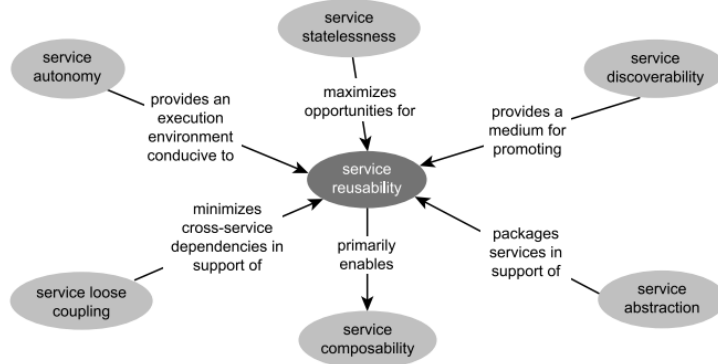 service
statelessness
service
autonomy
service
discoverability
maximizes
opportunities for
provides an
execution
environment
conducive to
provides a
medium for
promoting
service
reusability
minimizes
cross-service
dependencies in
support of
primarily
enables
packages
services in
support of
service loose
coupling
service
composability
service
abstraction